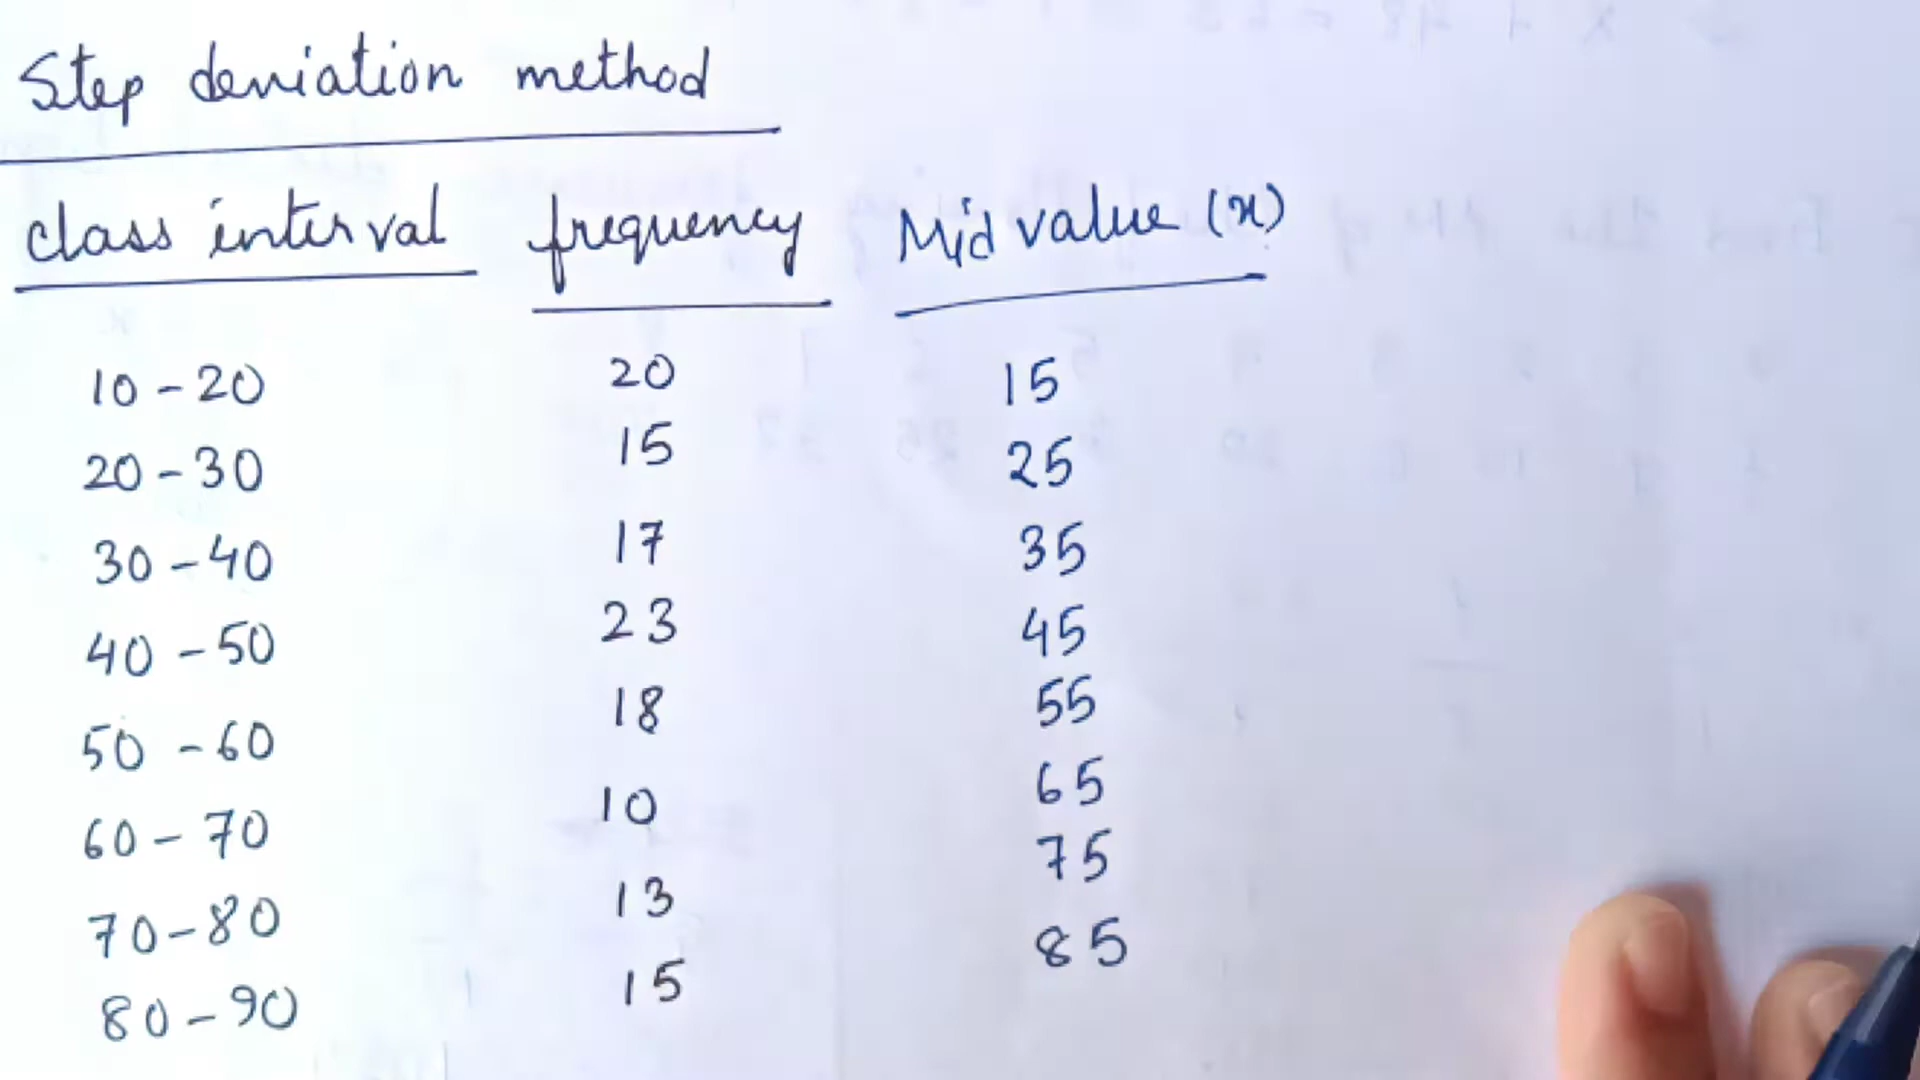 Step deviation method
class interval frequency Mid value (x)
10-20 20 15
20-30 15 25
30-40 17 35
40-50 23 45
50-60 18 55
60-70 10 65
70-80 13 75
80-90 15 85